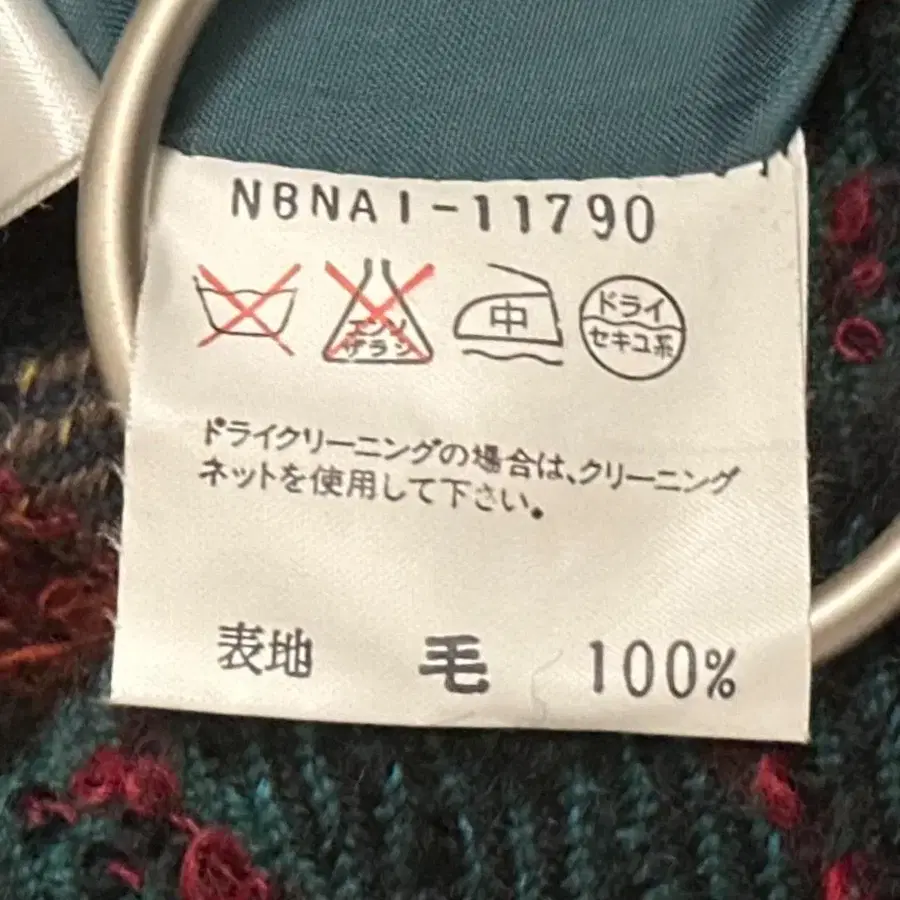 NBNA1-11790
エンソ
サラシ
中
ドライ
セキユ系
ドライクリーニングの場合は、クリーニング
ネットを使用して下さい。
表地 毛 100%